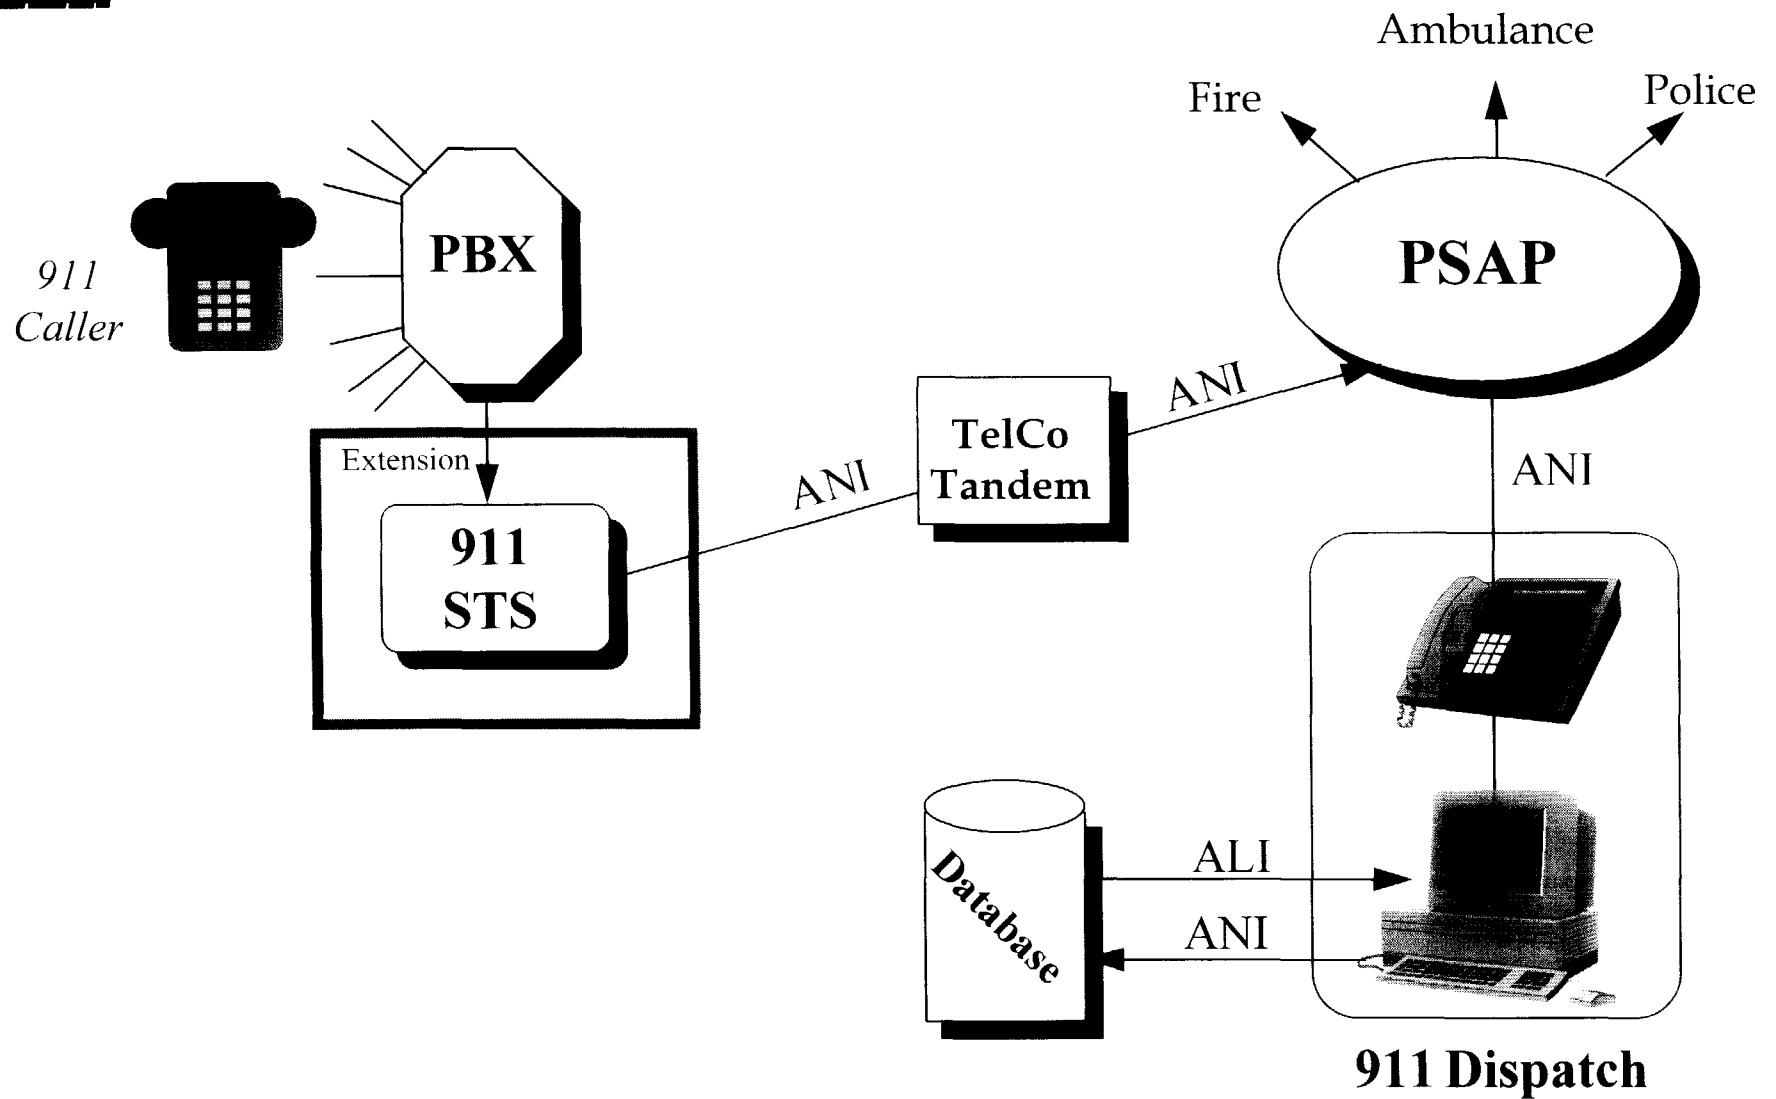 Ambulance
Fire
Police
PBX
PSAP
911
Caller
ANI
TelCo
Tandem
Extension
ANI
ANI
911
STS
Database
ALI
ANI
911 Dispatch